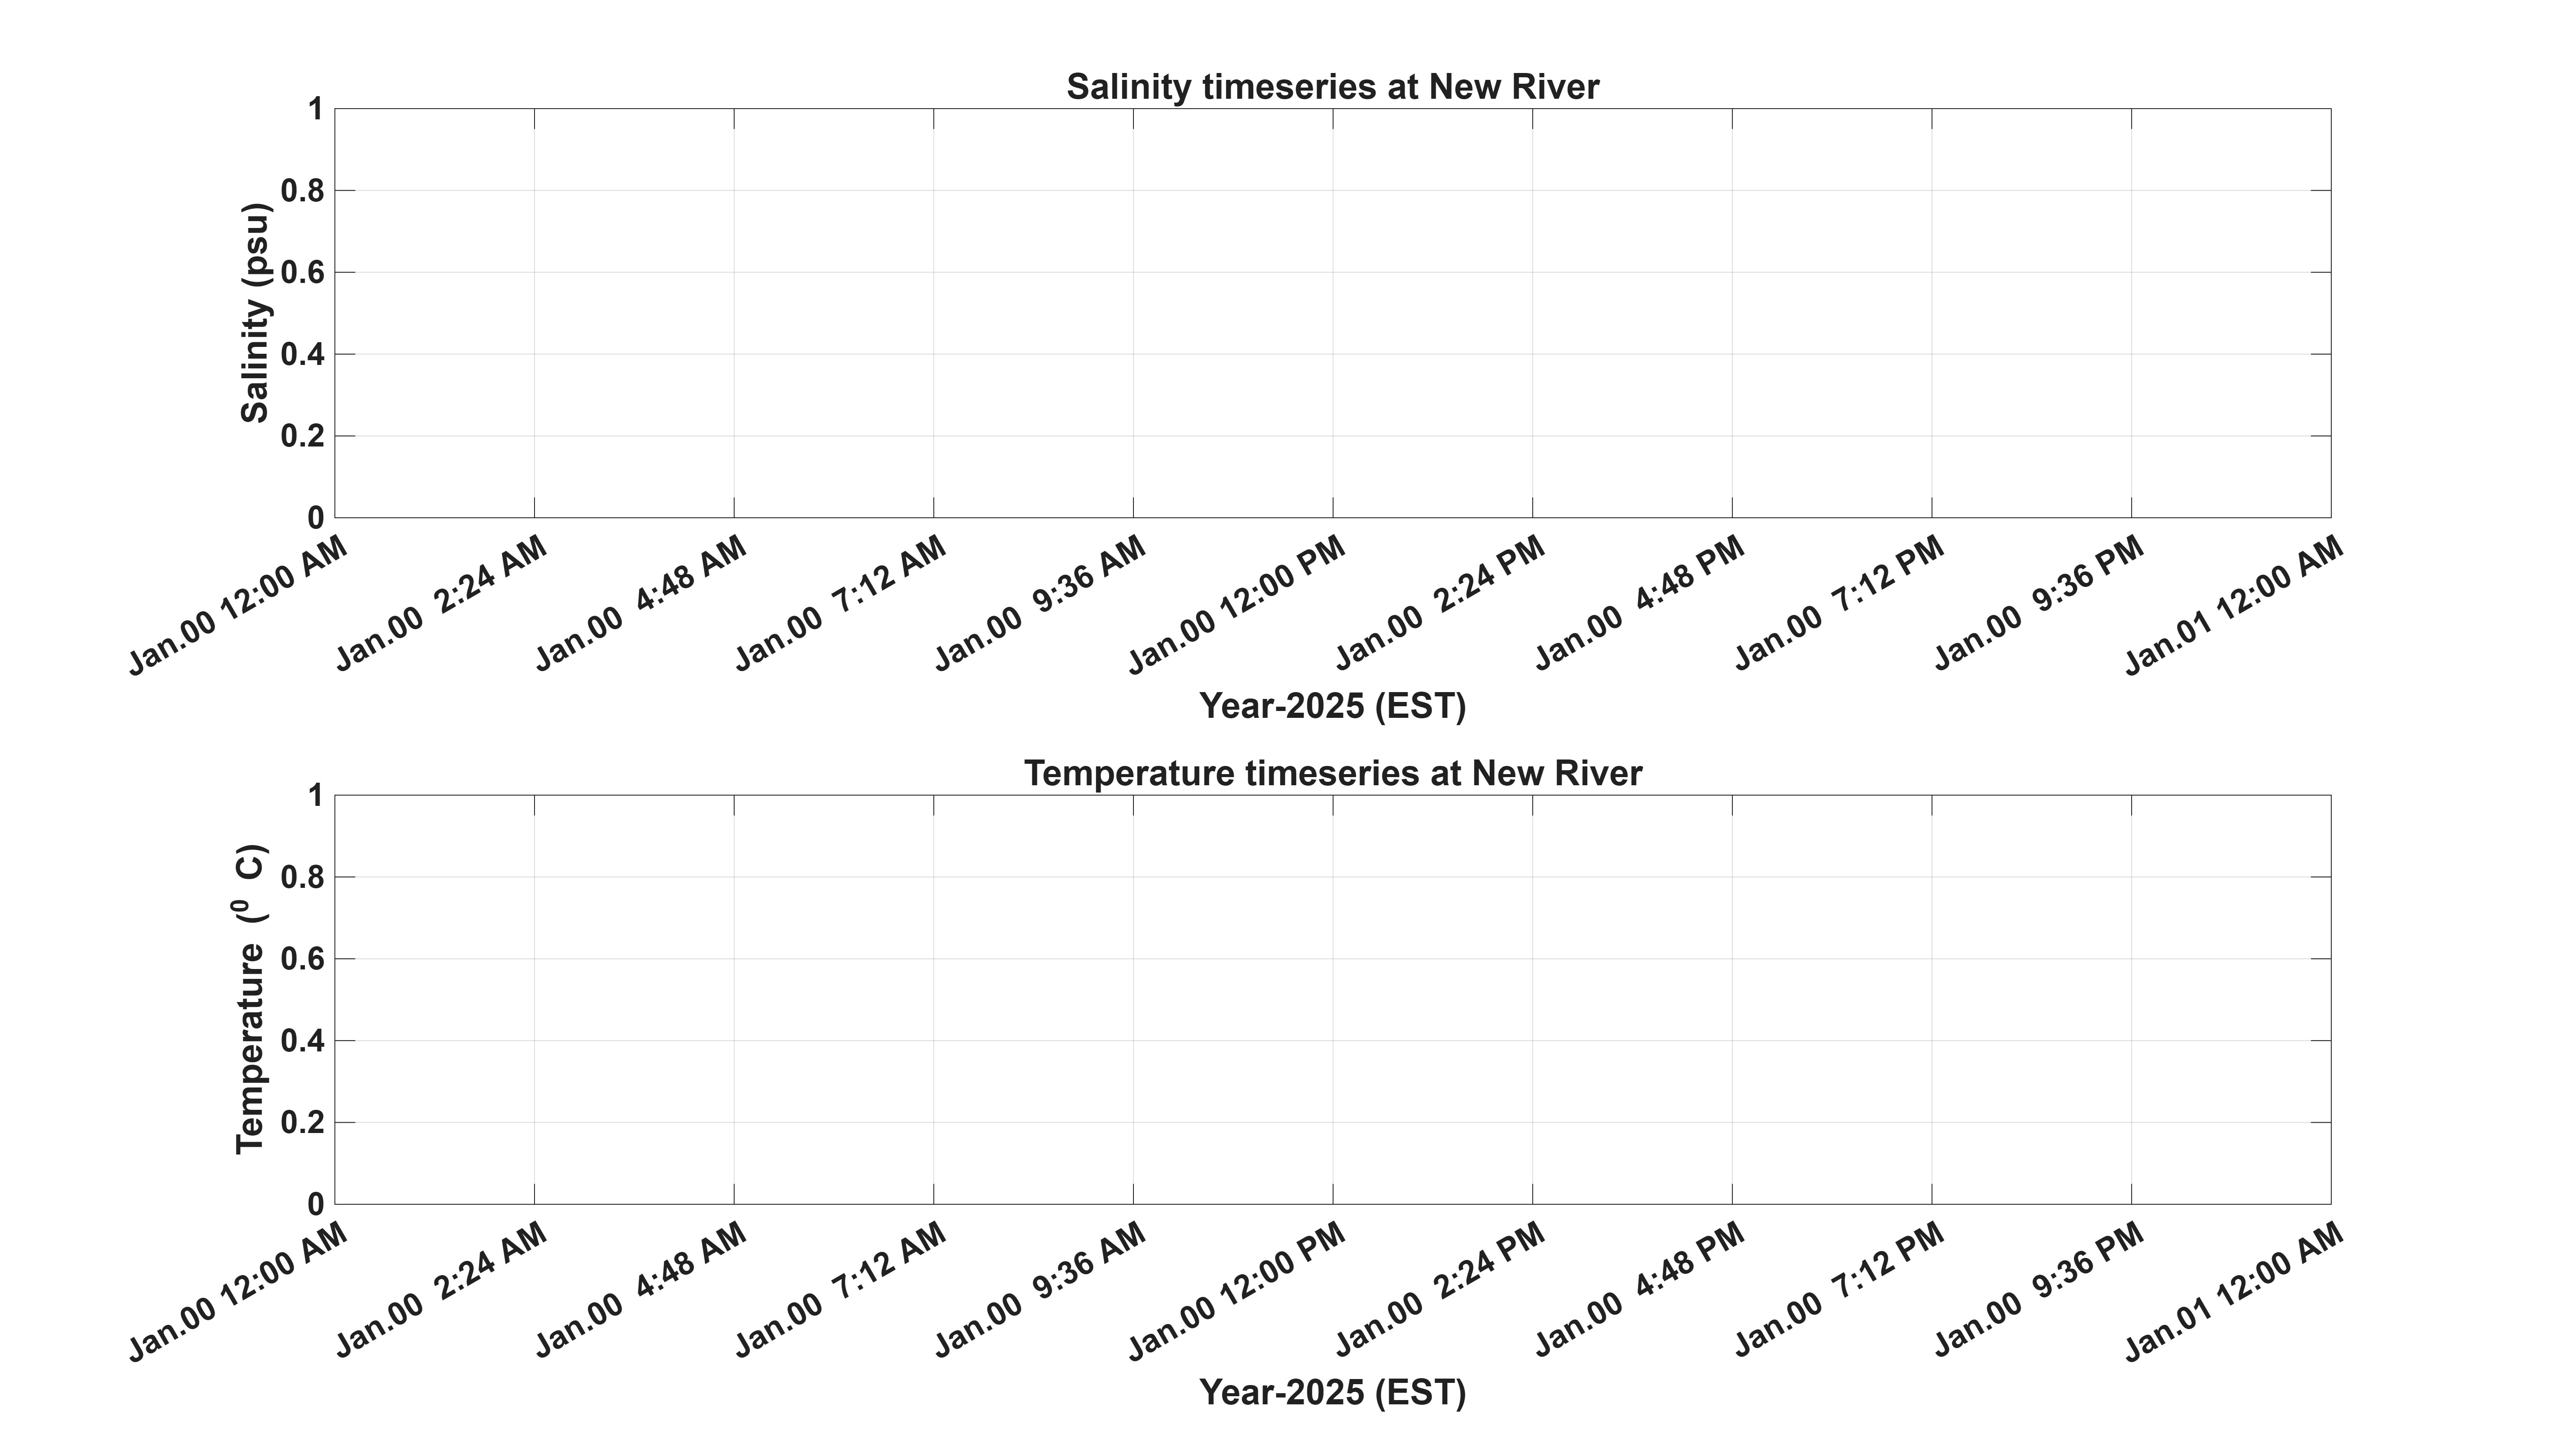 Salinity timeseries at New River
1
0.8
0.6
0.4
0.2
0
Salinity (psu)
Jan.00 12:00 AM
Jan.00  2:24 AM
Jan.00  4:48 AM
Jan.00  7:12 AM
Jan.00  9:36 AM
Jan.00 12:00 PM
Jan.00  2:24 PM
Jan.00  4:48 PM
Jan.00  7:12 PM
Jan.00  9:36 PM
Jan.01 12:00 AM
Year-2025 (EST)
Temperature timeseries at New River
1
0.8
0.6
0.4
0.2
0
Temperature  (⁰  C)
Jan.00 12:00 AM
Jan.00  2:24 AM
Jan.00  4:48 AM
Jan.00  7:12 AM
Jan.00  9:36 AM
Jan.00 12:00 PM
Jan.00  2:24 PM
Jan.00  4:48 PM
Jan.00  7:12 PM
Jan.00  9:36 PM
Jan.01 12:00 AM
Year-2025 (EST)